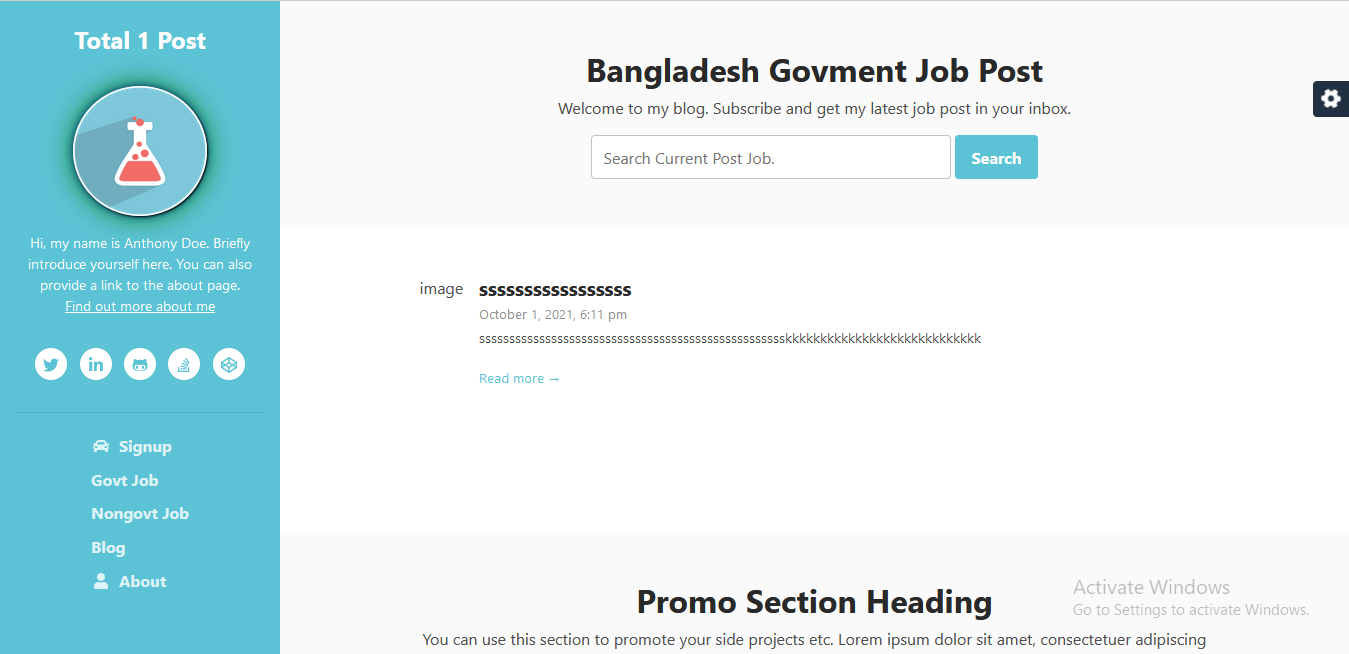 Total 1 Post
Hi, my name is Anthony Doe. Briefly
introduce yourself here. You can also
provide a link to the about page.
Find out more about me
Signup
Govt Job
Nongovt Job
Blog
About
Bangladesh Govment Job Post
Welcome to my blog. Subscribe and get my latest job post in your inbox.
Search Current Post Job.
Search
image
sssssssssssssssss
October 1, 2021, 6:11 pm
ssssssssssssssssssssssssssssssssssssssssssssssssssskkkkkkkkkkkkkkkkkkkkkkkkkkkk
Read more →
Promo Section Heading
You can use this section to promote your side projects etc. Lorem ipsum dolor sit amet, consectetuer adipiscing
Activate Windows
Go to Settings to activate Windows.